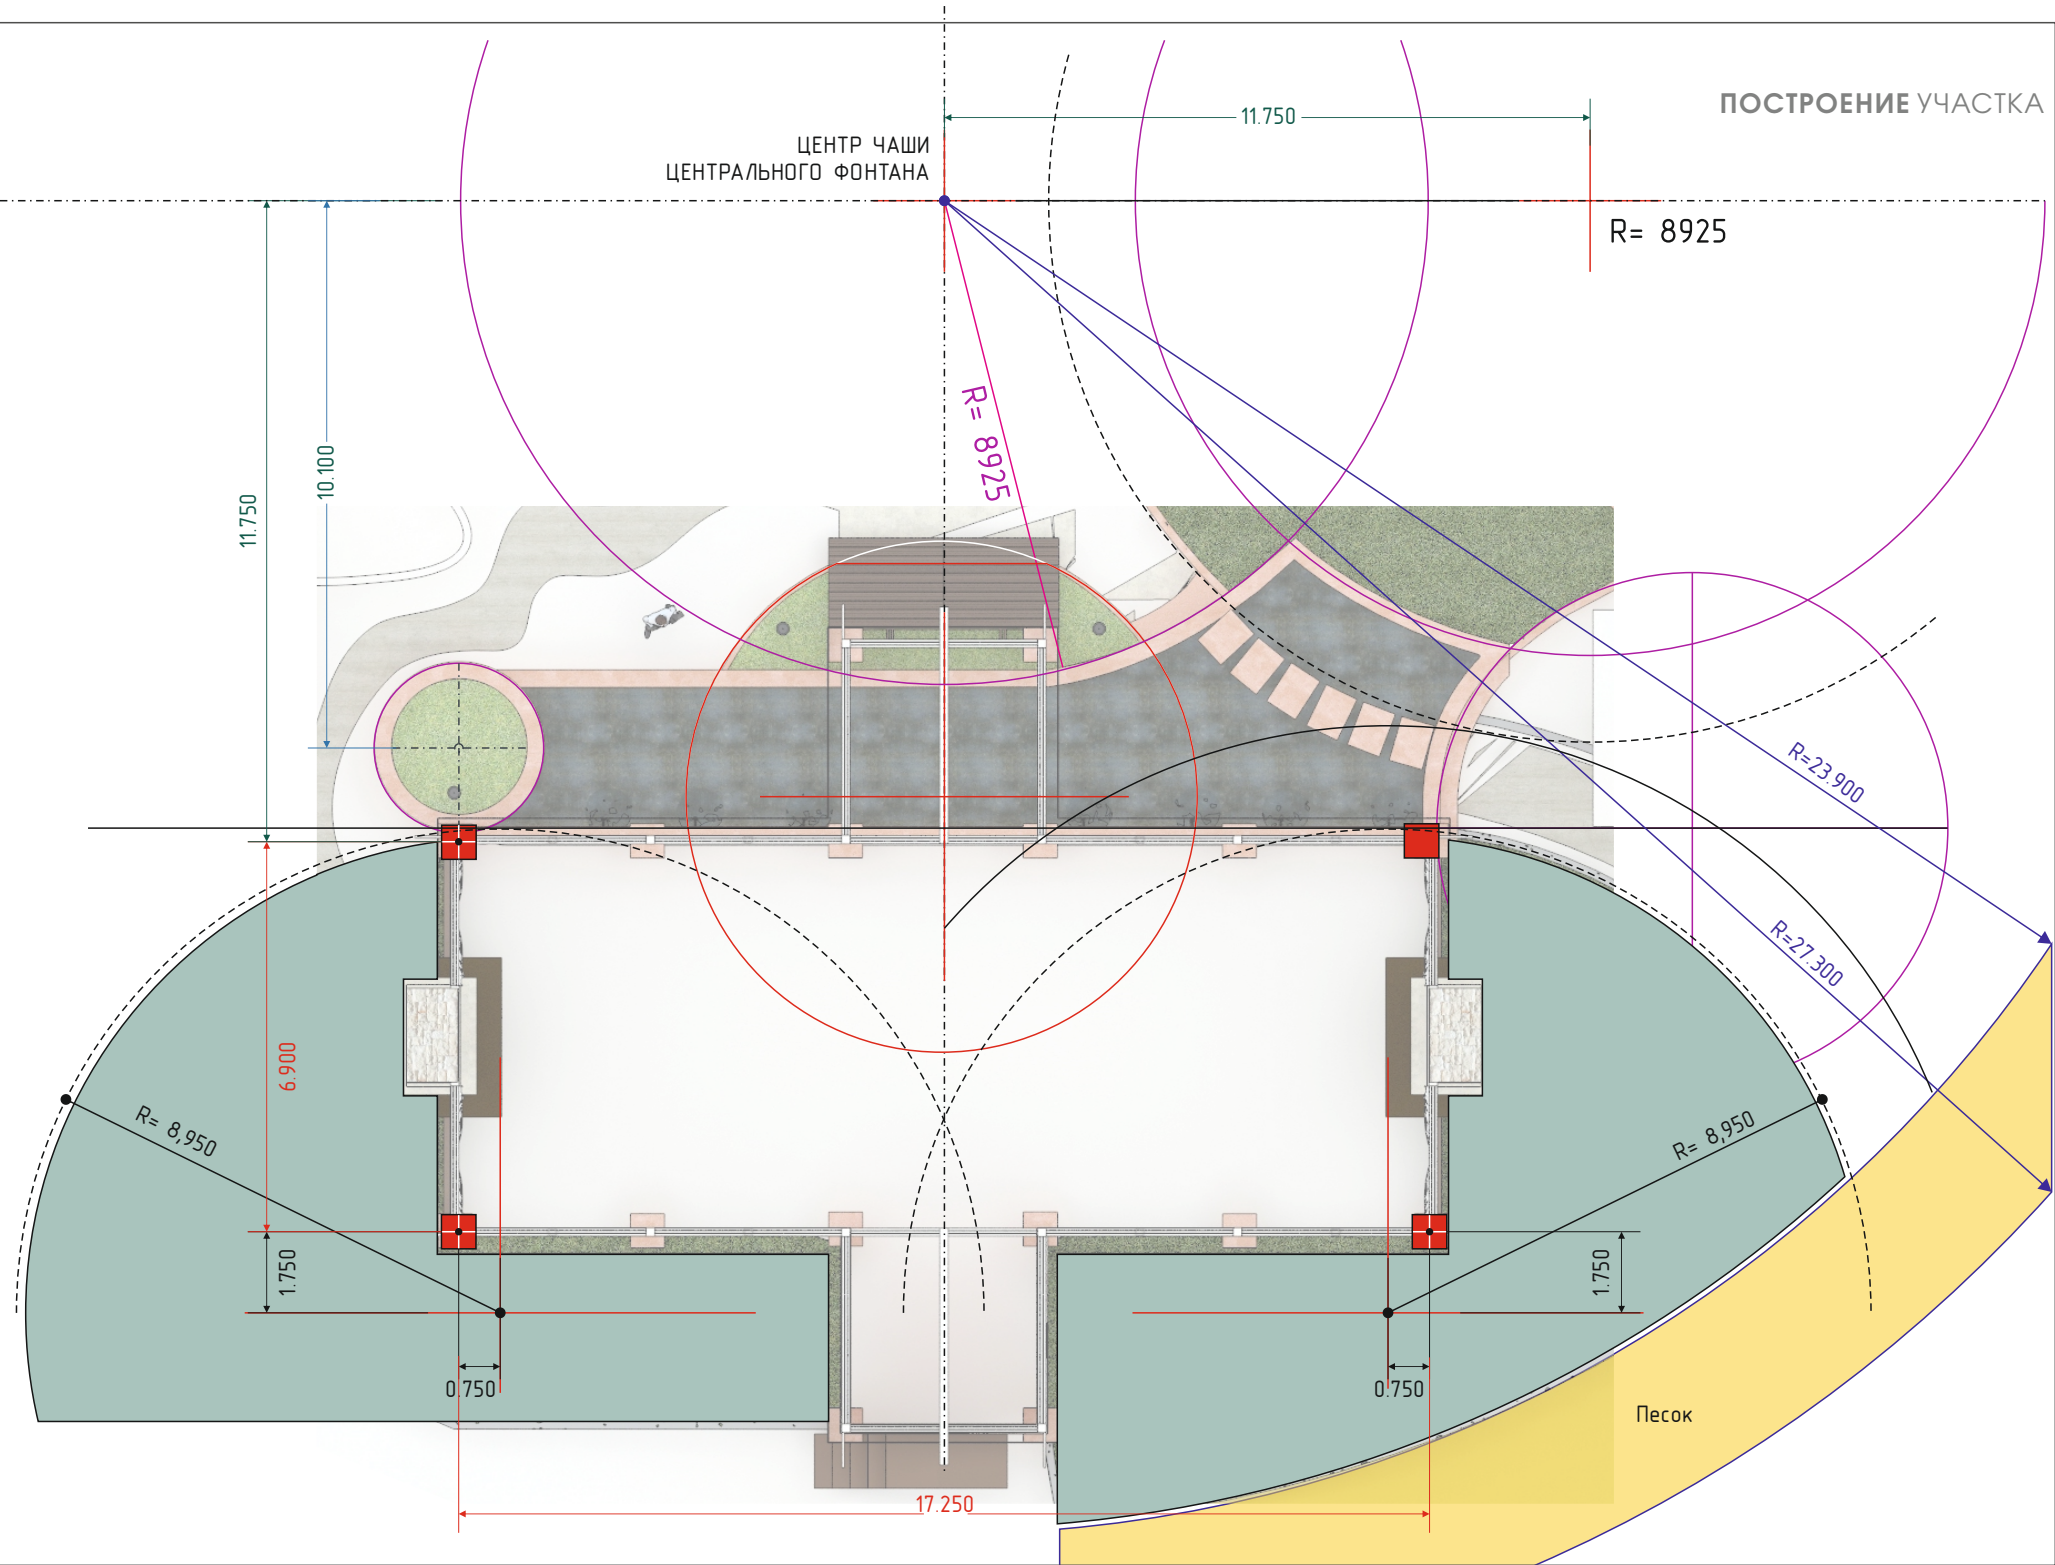 ПОСТРОЕНИЕ УЧАСТКА
11.750
ЦЕНТР ЧАШИ
ЦЕНТРАЛЬНОГО ФОНТАНА
R= 8925
R= 8925
10.100
11.750
R=23.900
R=27.300
6.900
R= 8,950
R= 8,950
1.750
1.750
0.750
0.750
Песок
17.250